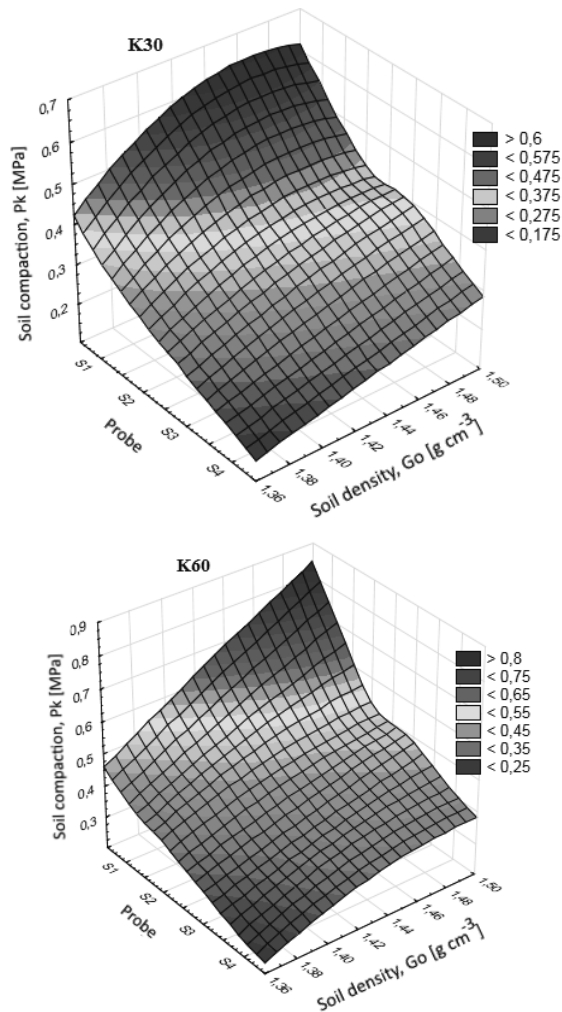 K30
0,7
0,6
0,5
0,4
0,3
0,2
Soil compaction, Pk [MPa]
S1
S2
S3
S4
Probe
1,36
1,38
1,40
1,42
1,44
1,46
1,48
1,50
Soil density, Go [g cm⁻³]
> 0,6
< 0,575
< 0,475
< 0,375
< 0,275
< 0,175
K60
0,9
0,8
0,7
0,6
0,5
0,4
0,3
Soil compaction, Pk [MPa]
S1
S2
S3
S4
Probe
1,36
1,38
1,40
1,42
1,44
1,46
1,48
1,50
Soil density, Go [g cm⁻³]
> 0,8
< 0,75
< 0,65
< 0,55
< 0,45
< 0,35
< 0,25